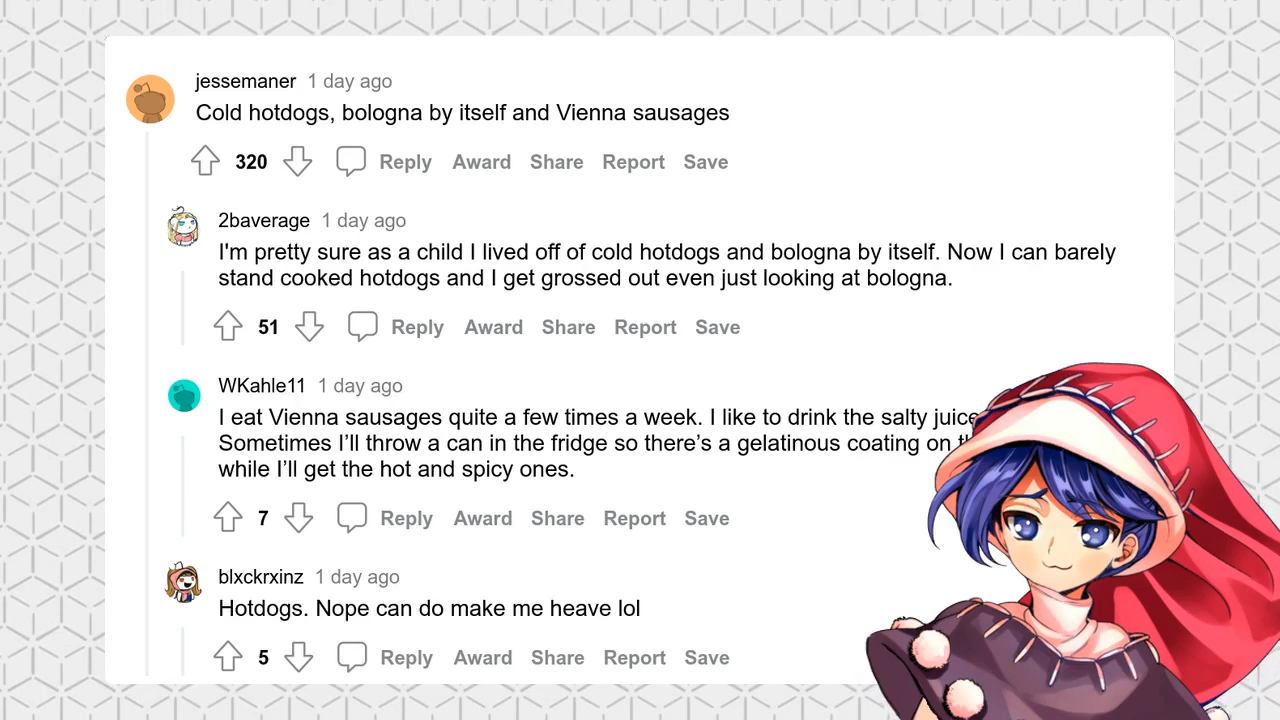 jessemaner 1 day ago
Cold hotdogs, bologna by itself and Vienna sausages
320 Reply Award Share Report Save
2baverage 1 day ago
I'm pretty sure as a child I lived off of cold hotdogs and bologna by itself. Now I can barely
stand cooked hotdogs and I get grossed out even just looking at bologna.
51 Reply Award Share Report Save
WKahle11 1 day ago
I eat Vienna sausages quite a few times a week. I like to drink the salty juice
Sometimes I’ll throw a can in the fridge so there’s a gelatinous coating on
while I’ll get the hot and spicy ones.
7 Reply Award Share Report Save
blxckrxinz 1 day ago
Hotdogs. Nope can do make me heave lol
5 Reply Award Share Report Save